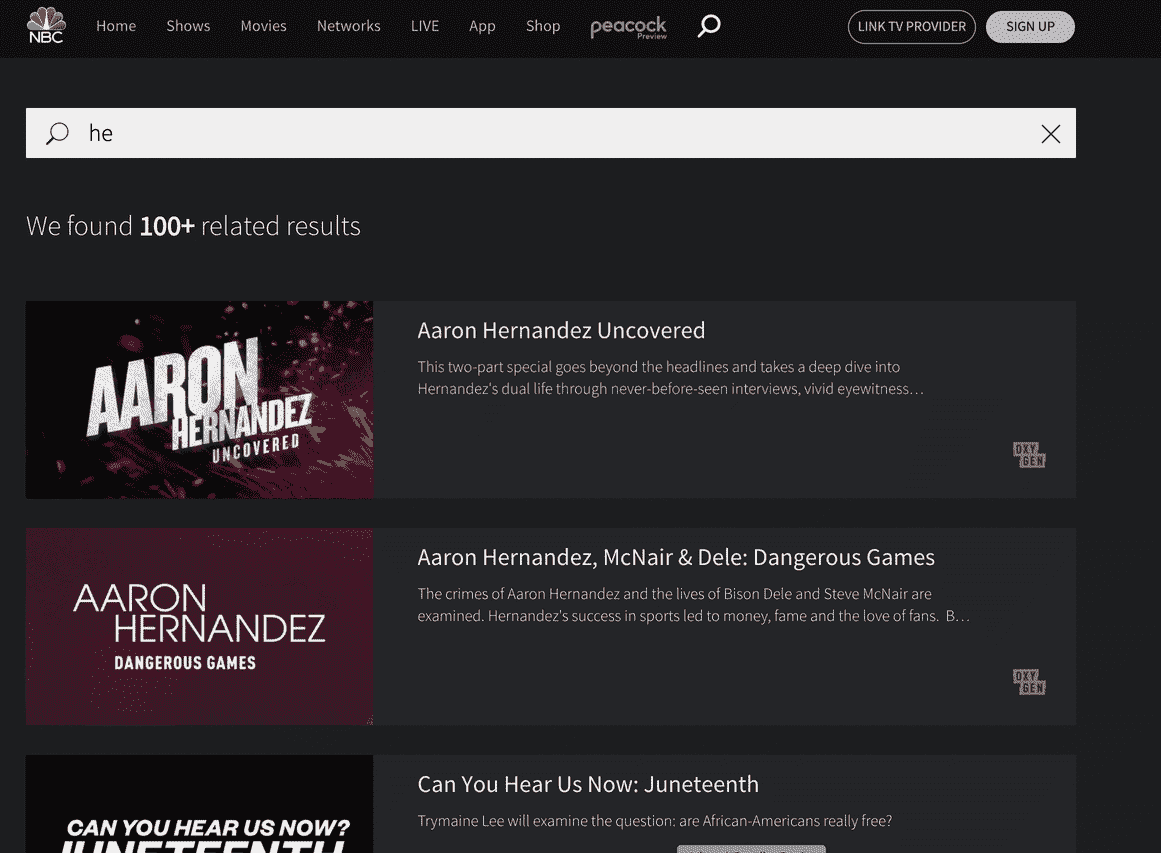 NBC
Home Shows Movies Networks LIVE App Shop peacock Preview LINK TV PROVIDER SIGN UP
he
We found 100+ related results
AARON
HERNANDEZ
UNCOVERED
Aaron Hernandez Uncovered
This two-part special goes beyond the headlines and takes a deep dive into
Hernandez's dual life through never-before-seen interviews, vivid eyewitness…
OXY
GEN
AARON
HERNANDEZ
DANGEROUS GAMES
Aaron Hernandez, McNair & Dele: Dangerous Games
The crimes of Aaron Hernandez and the lives of Bison Dele and Steve McNair are
examined. Hernandez's success in sports led to money, fame and the love of fans. B…
OXY
GEN
CAN YOU HEAR US NOW?
JUNETEENTH
Can You Hear Us Now: Juneteenth
Trymaine Lee will examine the question: are African-Americans really free?